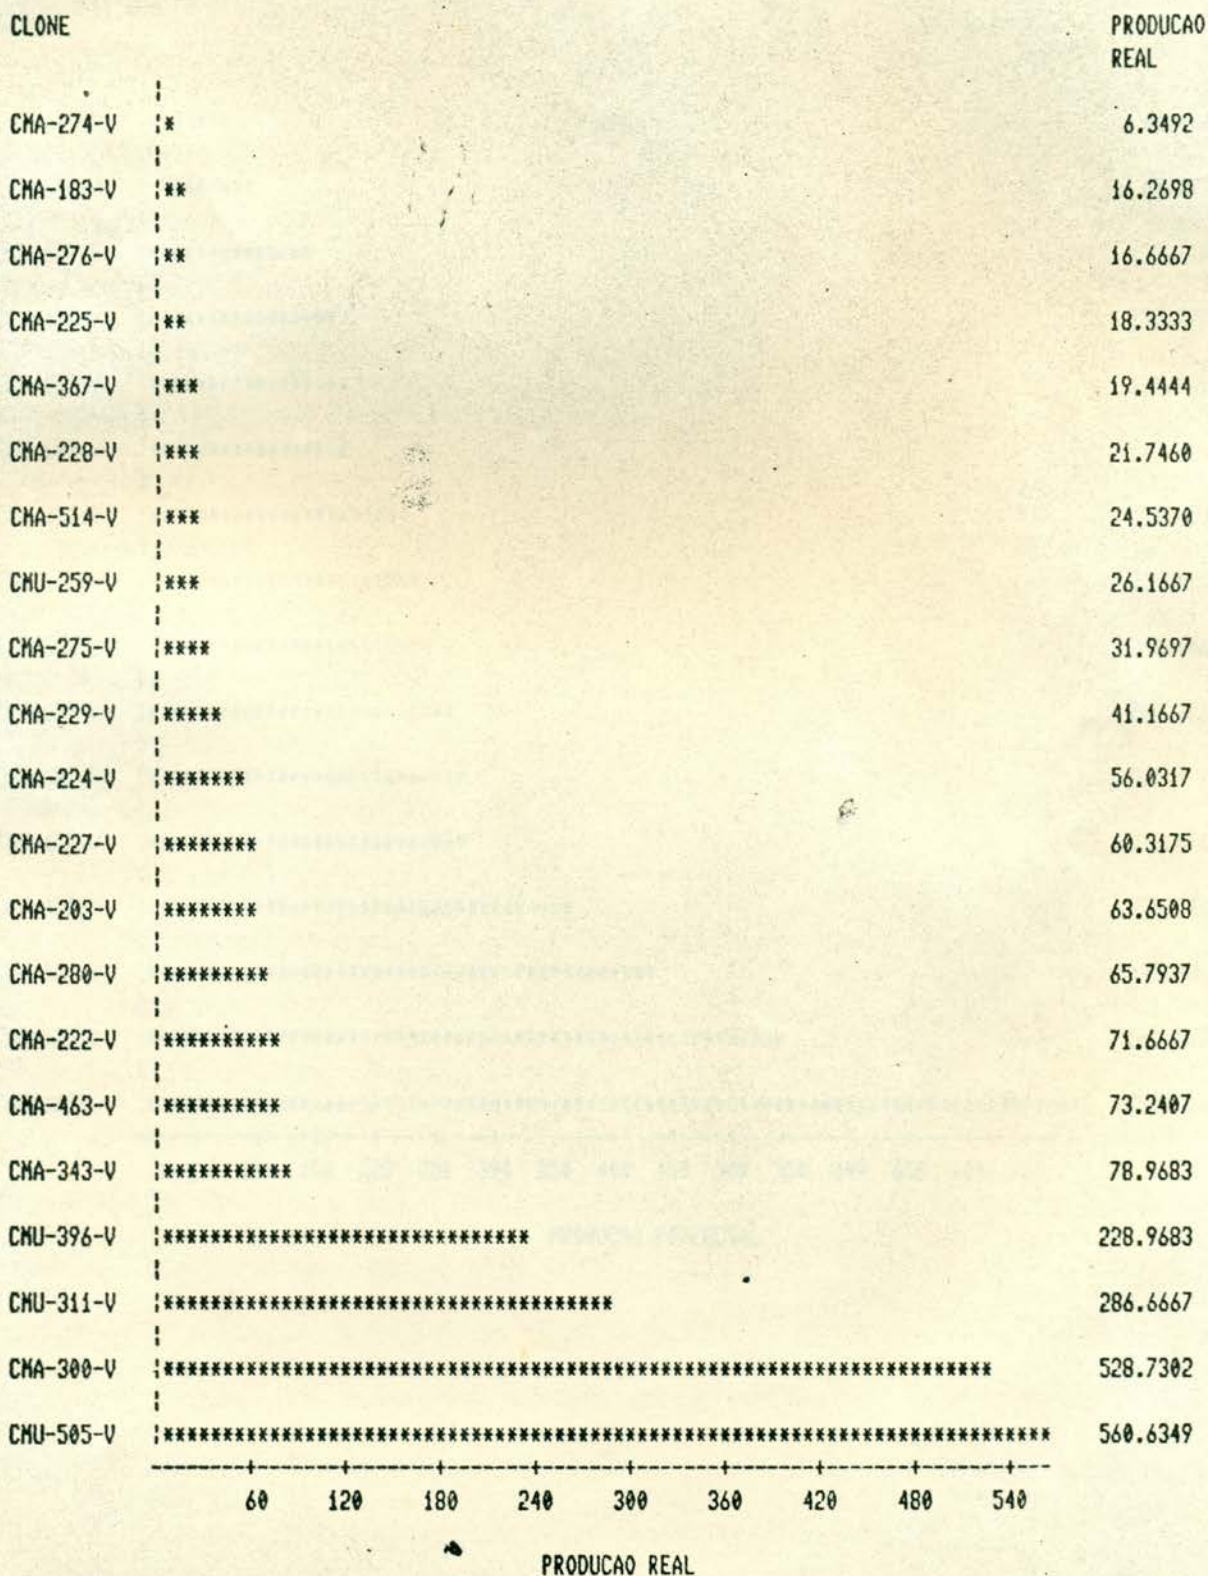 CLONE PRODUCAO
REAL
CMA-274-V |* 6.3492
CMA-183-V |** 16.2698
CMA-276-V |** 16.6667
CMA-225-V |** 18.3333
CMA-367-V |*** 19.4444
CMA-228-V |*** 21.7460
CMA-514-V |*** 24.5370
CMU-259-V |*** 26.1667
CMA-275-V |**** 31.9697
CMA-229-V |***** 41.1667
CMA-224-V |******* 56.0317
CMA-227-V |******** 60.3175
CMA-203-V |******** 63.6508
CMA-280-V |********* 65.7937
CMA-222-V |********** 71.6667
CMA-463-V |********** 73.2407
CMA-343-V |*********** 78.9683
CMU-396-V |******************************* 228.9683
CMU-311-V |************************************** 286.6667
CMA-300-V |********************************************************************** 528.7302
CMU-505-V |*************************************************************************** 560.6349
--------+-------+-------+-------+-------+-------+-------+-------+-------+---
60 120 180 240 300 360 420 480 540
PRODUCAO REAL